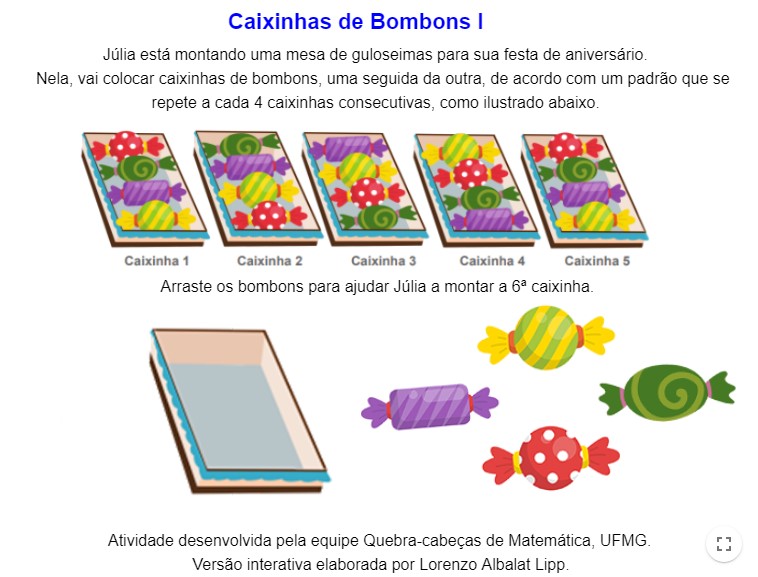 Caixinhas de Bombons I
Júlia está montando uma mesa de guloseimas para sua festa de aniversário.
Nela, vai colocar caixinhas de bombons, uma seguida da outra, de acordo com um padrão que se
repete a cada 4 caixinhas consecutivas, como ilustrado abaixo.
Caixinha 1 Caixinha 2 Caixinha 3 Caixinha 4 Caixinha 5
Arraste os bombons para ajudar Júlia a montar a 6ª caixinha.
Atividade desenvolvida pela equipe Quebra-cabeças de Matemática, UFMG.
Versão interativa elaborada por Lorenzo Albalat Lipp.